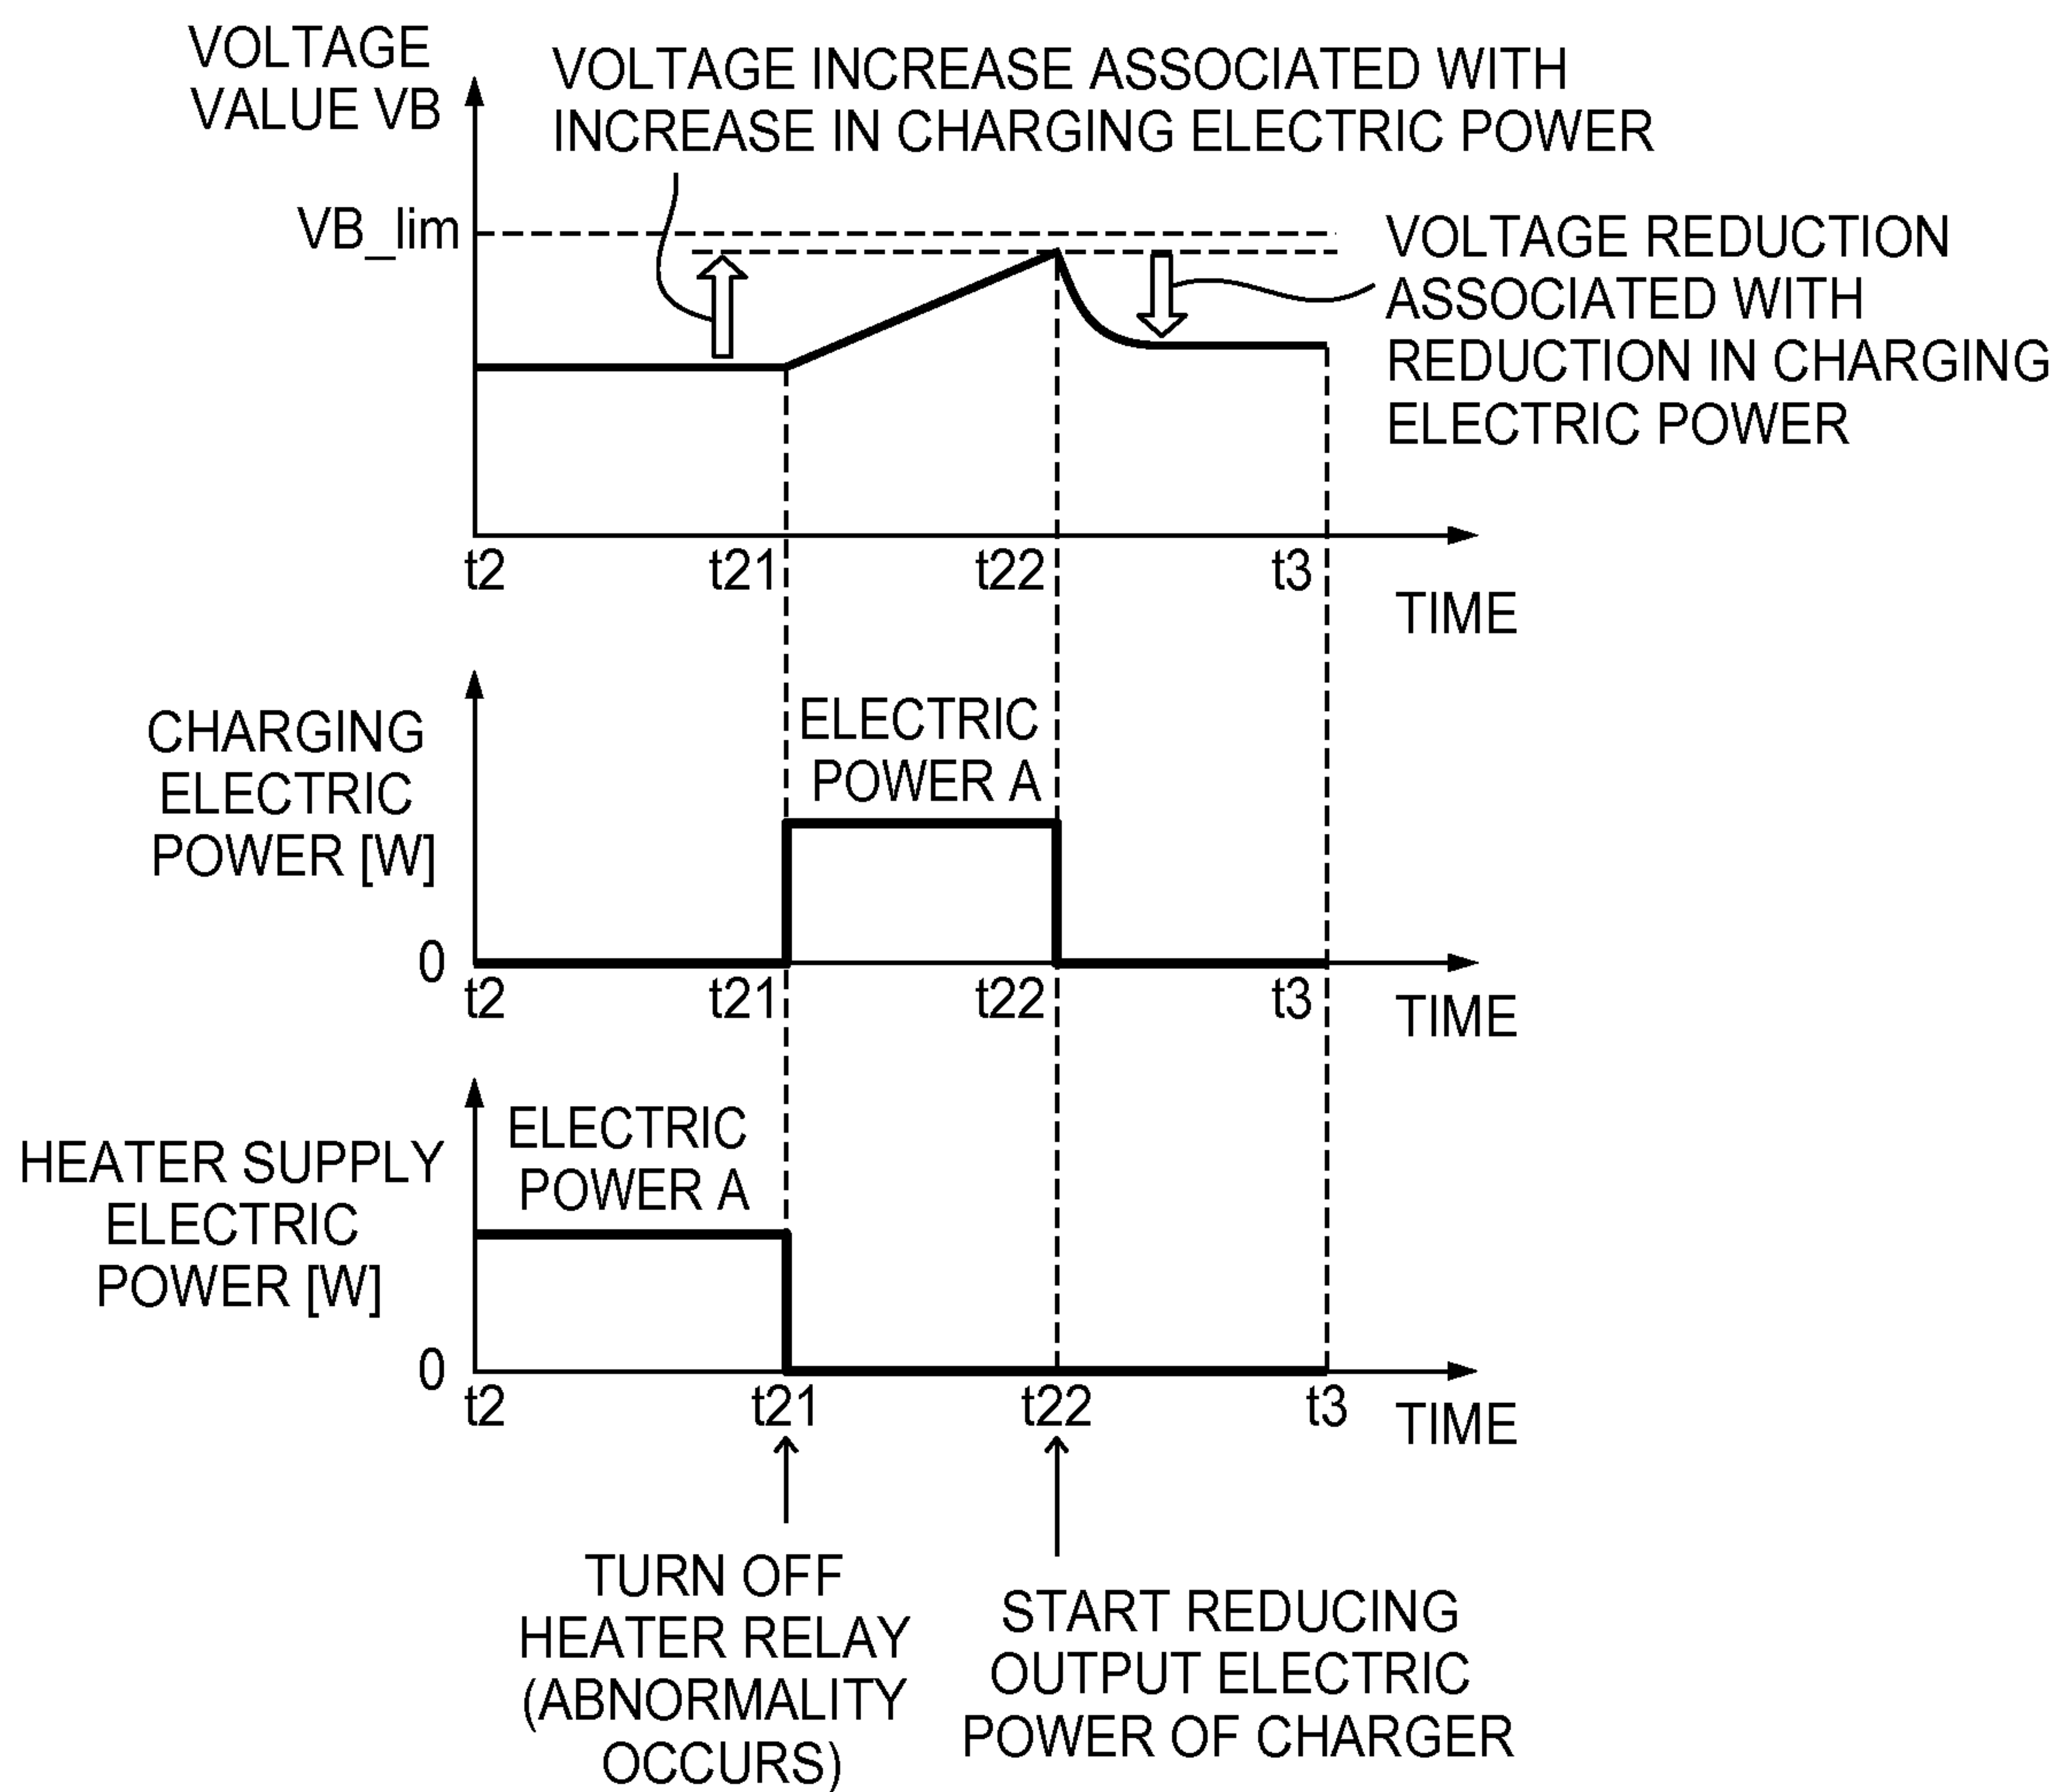 VOLTAGE
VALUE VB
VOLTAGE INCREASE ASSOCIATED WITH
INCREASE IN CHARGING ELECTRIC POWER
VB_lim
VOLTAGE REDUCTION
ASSOCIATED WITH
REDUCTION IN CHARGING
ELECTRIC POWER
t2
t21
t22
t3
TIME
CHARGING
ELECTRIC
POWER [W]
ELECTRIC
POWER A
0
t2
t21
t22
t3
TIME
HEATER SUPPLY
ELECTRIC
POWER [W]
ELECTRIC
POWER A
0
t2
t21
t22
t3
TIME
TURN OFF
HEATER RELAY
(ABNORMALITY
OCCURS)
START REDUCING
OUTPUT ELECTRIC
POWER OF CHARGER